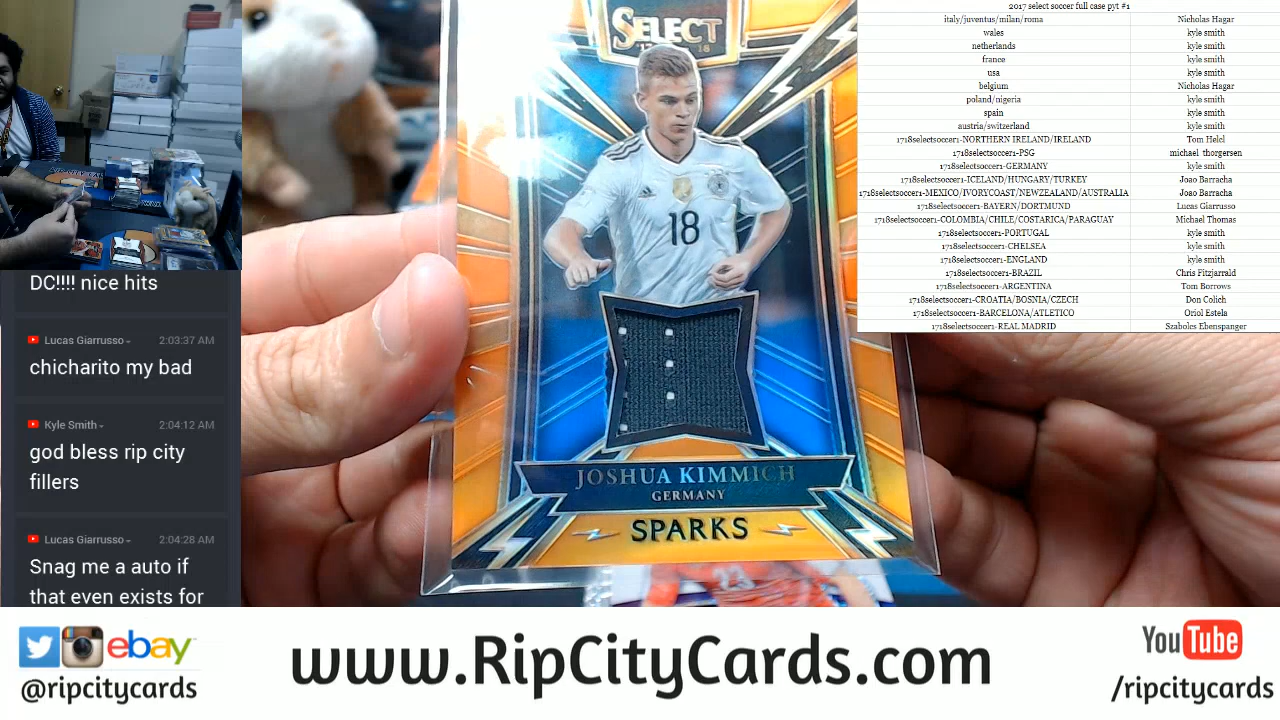 DC!!!! nice hits
Lucas Giarrusso
2:03:37 AM
chicharito my bad
Kyle Smith
2:04:12 AM
god bless rip city
fillers
Lucas Giarrusso
2:04:28 AM
Snag me a auto if
that even exists for
SELECT
17 18
18
JOSHUA KIMMICH
GERMANY
SPARKS
2017 select soccer full case pyt #1
italy/juventus/milan/roma Nicholas Hagar
wales kyle smith
netherlands kyle smith
france kyle smith
usa kyle smith
belgium Nicholas Hagar
poland/nigeria kyle smith
spain kyle smith
austria/switzerland kyle smith
1718selectsoccer1-NORTHERN IRELAND/IRELAND Tom Helcl
1718selectsoccer1-PSG michael thorgersen
1718selectsoccer1-GERMANY kyle smith
1718selectsoccer1-ICELAND/HUNGARY/TURKEY Joao Barracha
1718selectsoccer1-MEXICO/IVORYCOAST/NEWZEALAND/AUSTRALIA Joao Barracha
1718selectsoccer1-BAYERN/DORTMUND Lucas Giarusso
1718selectsoccer1-COLOMBIA/CHILE/COSTARICA/PARAGUAY Michael Thomas
1718selectsoccer1-PORTUGAL kyle smith
1718selectsoccer1-CHELSEA kyle smith
1718selectsoccer1-ENGLAND kyle smith
1718selectsoccer1-BRAZIL Chris Fitzjarrald
1718selectsoccer1-ARGENTINA Tom Borrows
1718selectsoccer1-CROATIA/BOSNIA/CZECH Don Colich
1718selectsoccer1-BARCELONA/ATLETICO Oriol Estela
1718selectsoccer1-REAL MADRID Szabolcs Ebenspanger
ebay
@ripcitycards
www.RipCityCards.com
YouTube
/ripcitycards